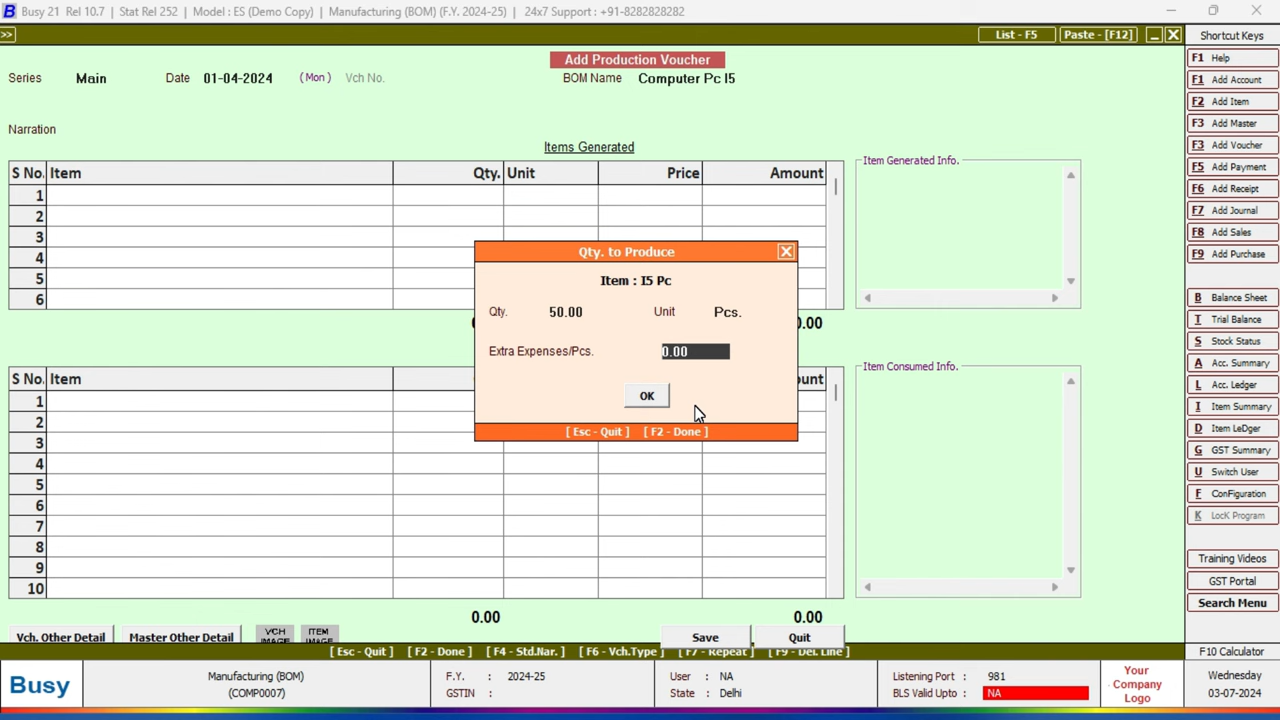 B Busy 21 Rel 10.7 | Stat Rel 252 | Model : ES (Demo Copy) | Manufacturing (BOM) (F.Y. 2024-25) | 24x7 Support : +91-8282828282
>> List - F5 Paste - [F12] Shortcut Keys
Add Production Voucher
Series Main Date 01-04-2024 (Mon) Vch No. BOM Name Computer Pc I5
Narration
Items Generated
S No. Item Qty. Unit Price Amount
1
2
3
4
5
6
Item Generated Info.
Qty. to Produce
Item : I5 Pc
Qty. 50.00 Unit Pcs.
Extra Expenses/Pcs. 0.00
OK
[ Esc - Quit ] [ F2 - Done ]
S No. Item
1
2
3
4
5
6
7
8
9
10
Item Consumed Info.
0.00 0.00
Vch. Other Detail Master Other Detail VCH IMAGE ITEM IMAGE Save Quit
[ Esc - Quit ] [ F2 - Done ] [ F4 - Std.Nar. ] [ F6 - Vch.Type ] [ F7 - Repeat ] [ F9 - Del. Line ]
F1 Help
F1 Add Account
F2 Add Item
F3 Add Master
F3 Add Voucher
F5 Add Payment
F6 Add Receipt
F7 Add Journal
F8 Add Sales
F9 Add Purchase
B Balance Sheet
T Trial Balance
S Stock Status
A Acc. Summary
L Acc. Ledger
I Item Summary
D Item LeDger
G GST Summary
U Switch User
F ConFiguration
K LocK Program
Training Videos
GST Portal
Search Menu
F10 Calculator
Busy
Manufacturing (BOM)
(COMP0007)
F.Y. : 2024-25
GSTIN :
User : NA
State : Delhi
Listening Port : 981
BLS Valid Upto : NA
Your
Company
Logo
Wednesday
03-07-2024